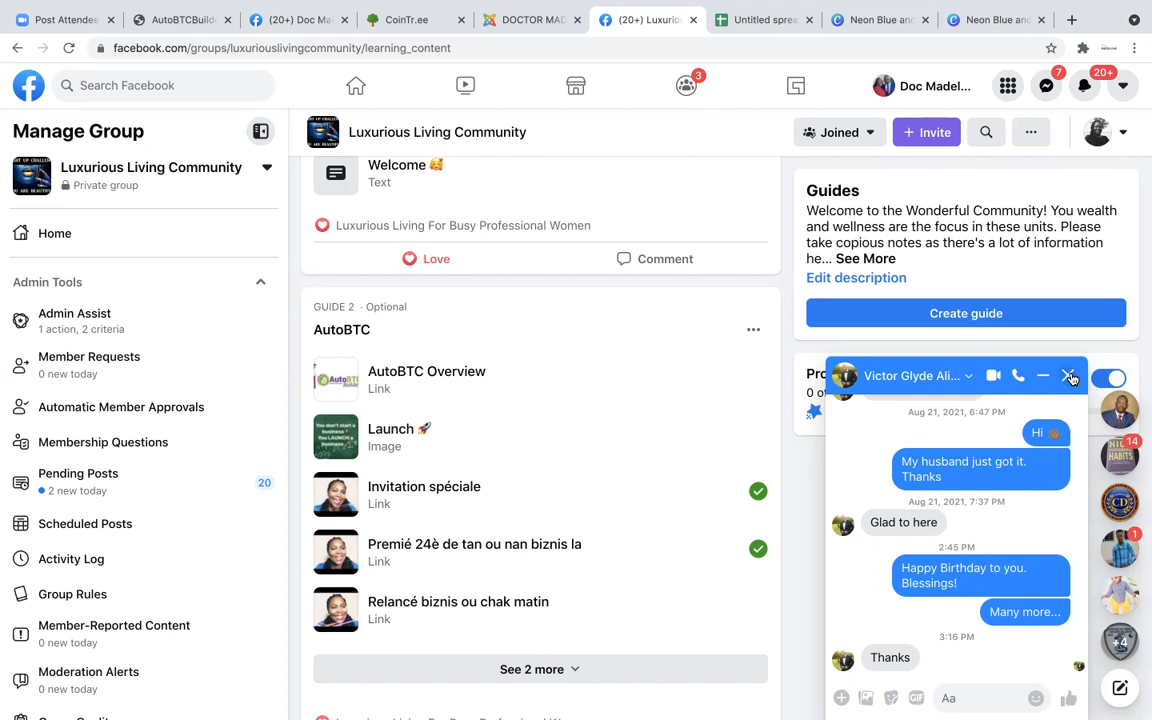 Post Attendee
AutoBTCBuild
(20+) Doc Ma
CoinTr.ee
DOCTOR MAD
(20+) Luxurio
Untitled sprea
Neon Blue anc
Neon Blue anc
facebook.com/groups/luxuriouslivingcommunity/learning_content
Search Facebook
3
Doc Madel...
7
20+
Manage Group
Luxurious Living Community
Private group
Home
Admin Tools
Admin Assist
1 action, 2 criteria
Member Requests
0 new today
Automatic Member Approvals
Membership Questions
Pending Posts
2 new today
20
Scheduled Posts
Activity Log
Group Rules
Member-Reported Content
0 new today
Moderation Alerts
0 new today
Luxurious Living Community
Joined
+ Invite
Welcome 🥰
Text
Luxurious Living For Busy Professional Women
Love
Comment
GUIDE 2 · Optional
AutoBTC
AutoBTC Overview
Link
Launch 🚀
Image
Invitation spéciale
Link
Premié 24è de tan ou nan biznis la
Link
Relancé biznis ou chak matin
Link
See 2 more
Guides
Welcome to the Wonderful Community! You wealth
and wellness are the focus in these units. Please
take copious notes as there's a lot of information
he... See More
Edit description
Create guide
Victor Glyde Ali...
Aug 21, 2021, 6:47 PM
Hi
My husband just got it.
Thanks
Aug 21, 2021, 7:37 PM
Glad to here
2:45 PM
Happy Birthday to you.
Blessings!
Many more...
3:16 PM
Thanks
GIF
Aa
14
HABITS
CD
1
+4